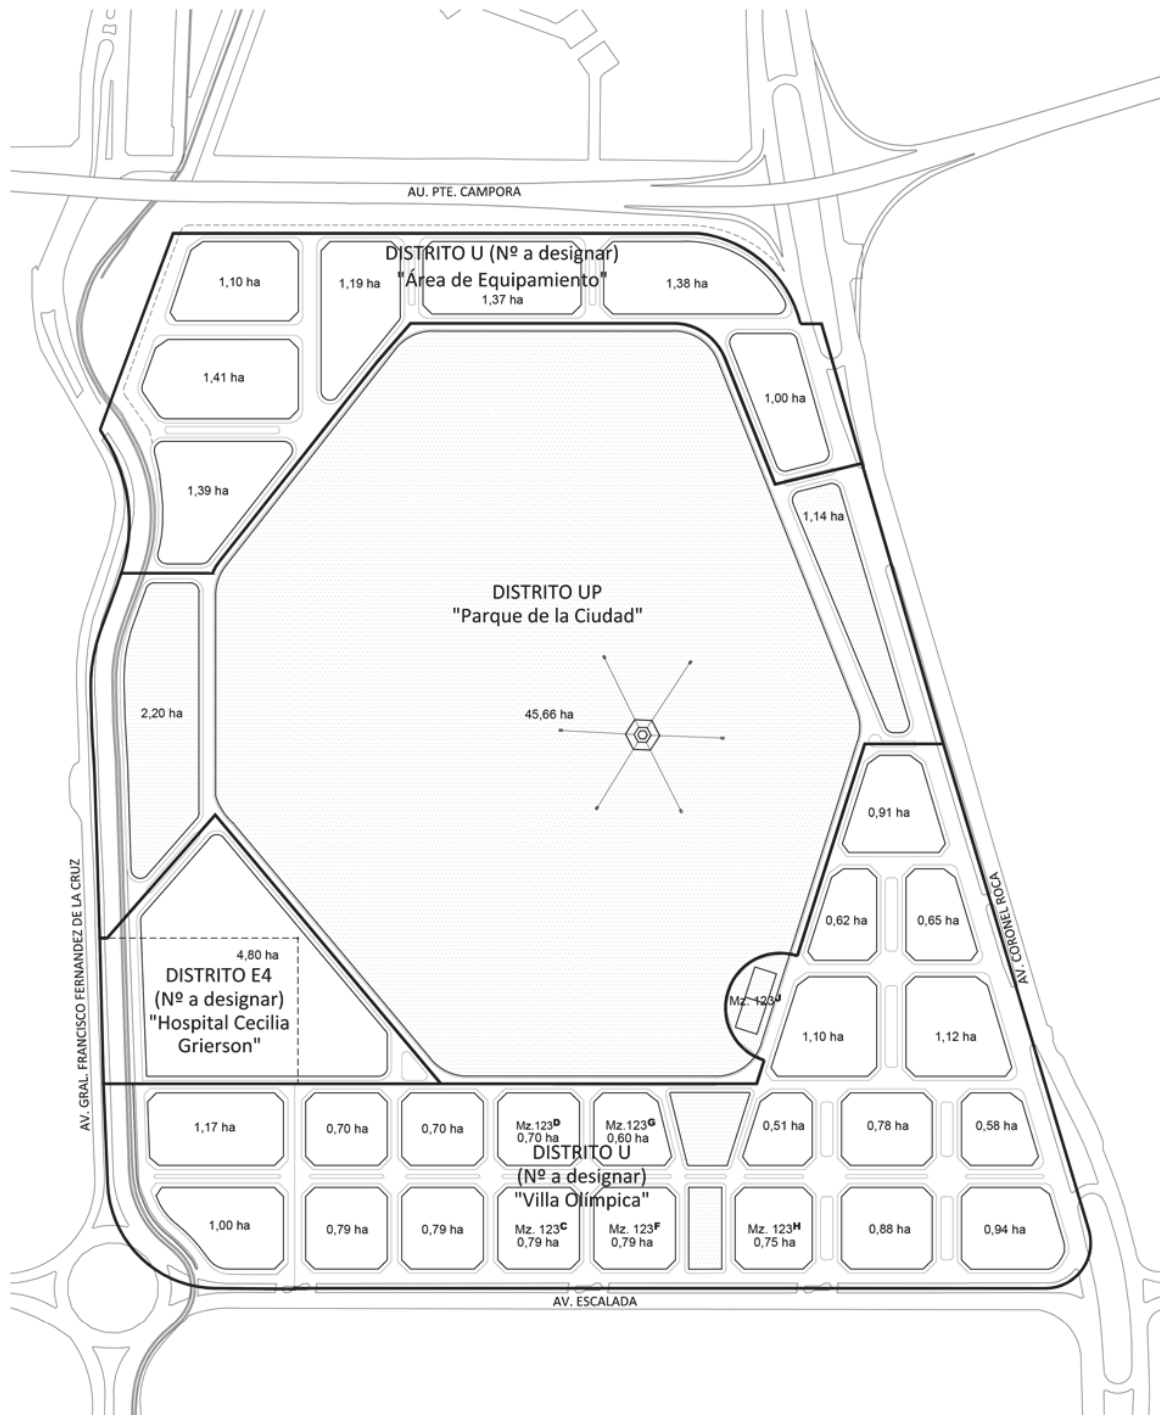 AU. PTE. CAMPORA
DISTRITO U (Nº a designar)
"Área de Equipamiento"
1,10 ha
1,19 ha
1,37 ha
1,38 ha
1,41 ha
1,00 ha
1,39 ha
1,14 ha
DISTRITO UP
"Parque de la Ciudad"
45,66 ha
2,20 ha
0,91 ha
AV. GRAL. FRANCISCO FERNANDEZ DE LA CRUZ
AV. CORONEL ROCA
0,62 ha
0,65 ha
4,80 ha
DISTRITO E4
(Nº a designar)
"Hospital Cecilia
Grierson"
Mz. 123J
1,10 ha
1,12 ha
1,17 ha
0,70 ha
0,70 ha
Mz.123D
0,70 ha
Mz.123G
0,60 ha
0,51 ha
0,78 ha
0,58 ha
DISTRITO U
(Nº a designar)
"Villa Olímpica"
1,00 ha
0,79 ha
0,79 ha
Mz. 123C
0,79 ha
Mz. 123F
0,79 ha
Mz. 123H
0,75 ha
0,88 ha
0,94 ha
AV. ESCALADA